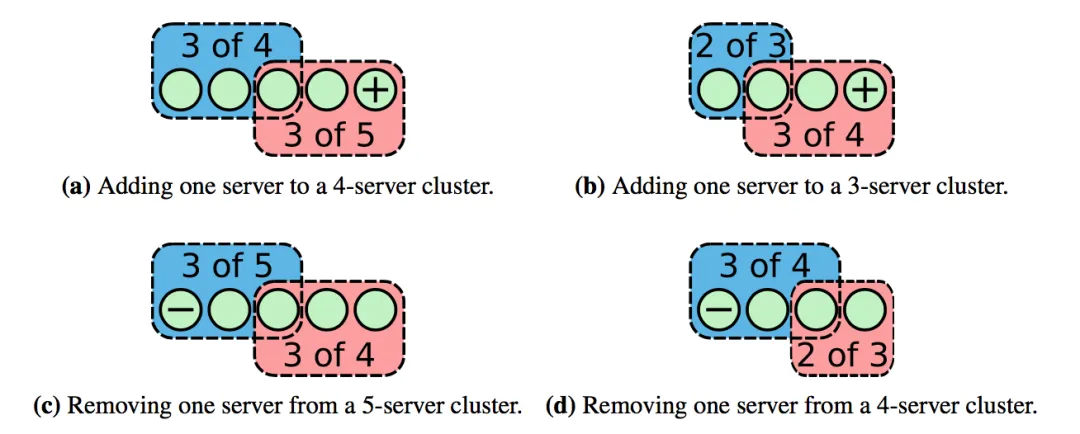 3 of 4
+
3 of 5
(a) Adding one server to a 4-server cluster.
2 of 3
+
3 of 4
(b) Adding one server to a 3-server cluster.
3 of 5
−
3 of 4
(c) Removing one server from a 5-server cluster.
3 of 4
−
2 of 3
(d) Removing one server from a 4-server cluster.